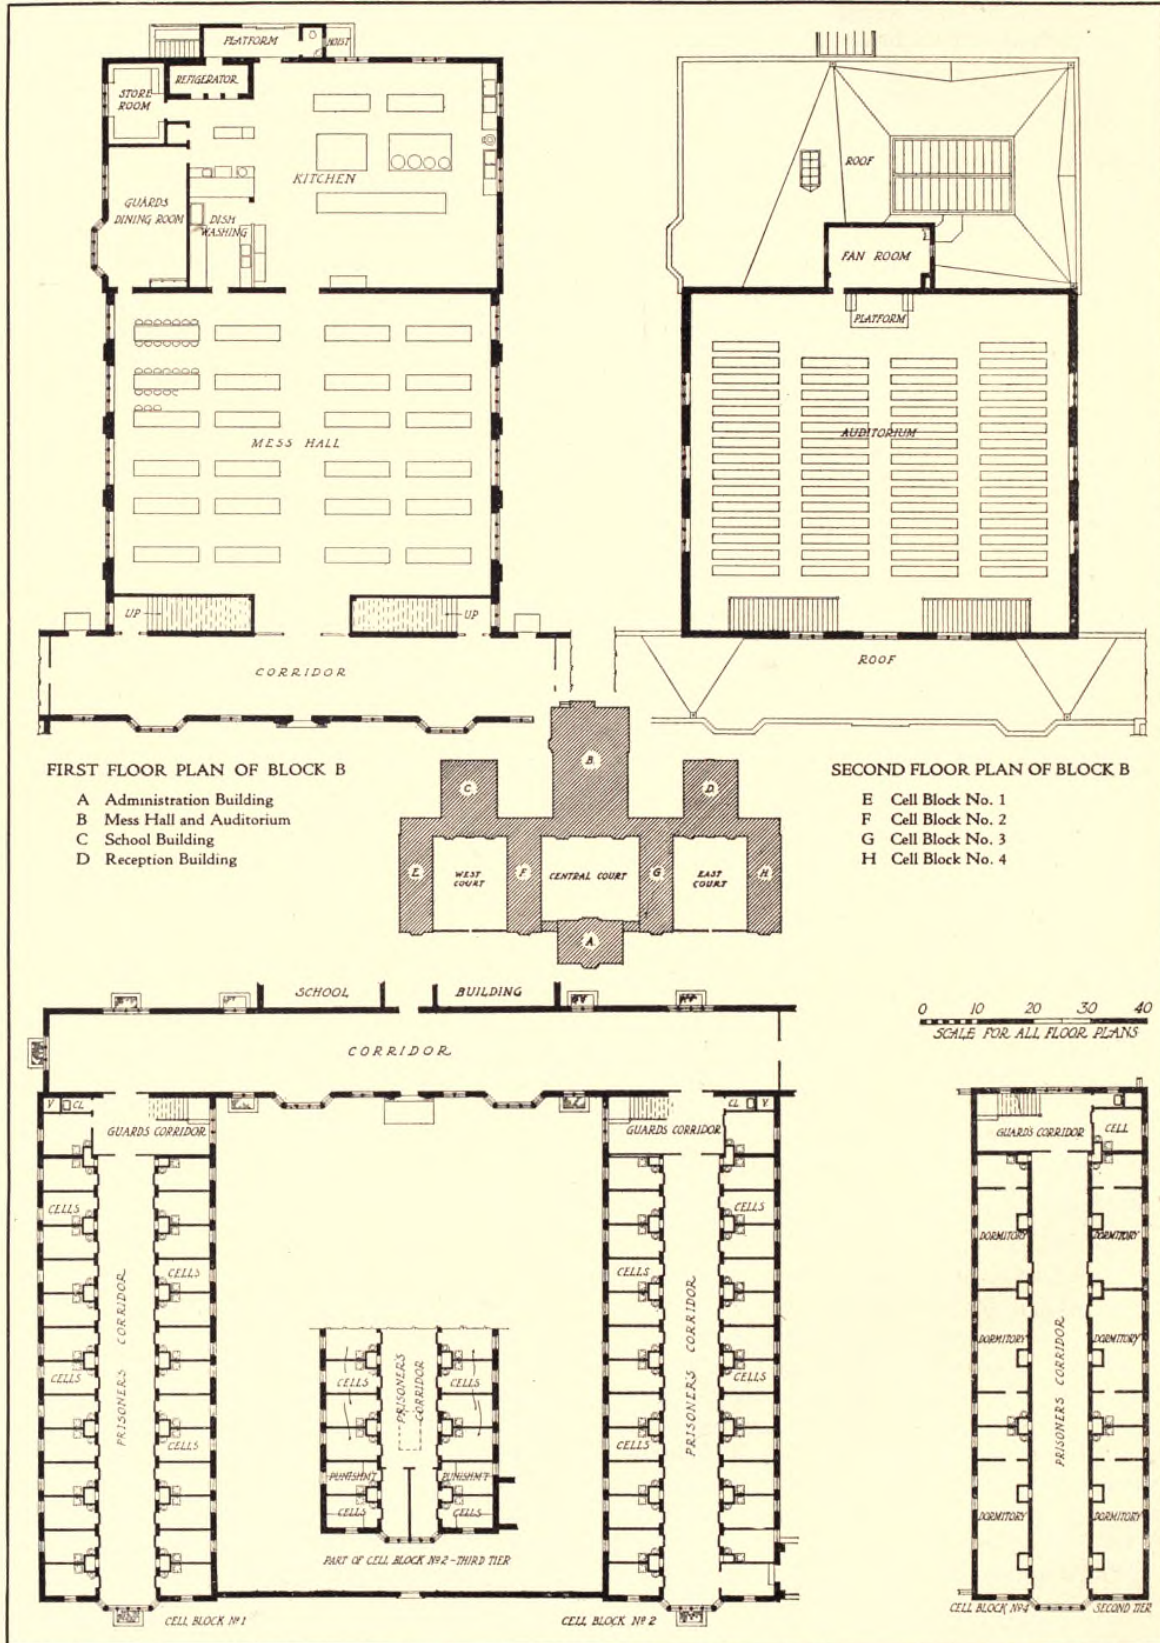 PLATFORM
HOIST
REFIGERATOR
STORE
ROOM
KITCHEN
GUARDS
DINING ROOM
DISH
WASHING
MESS HALL
UP
UP
CORRIDOR
ROOF
FAN ROOM
PLATFORM
AUDITORIUM
ROOF
FIRST FLOOR PLAN OF BLOCK B
A Administration Building
B Mess Hall and Auditorium
C School Building
D Reception Building
B.
C
D.
E.
WEST
COURT
F
CENTRAL COURT
G
EAST
COURT
H
A.
SECOND FLOOR PLAN OF BLOCK B
E Cell Block No. 1
F Cell Block No. 2
G Cell Block No. 3
H Cell Block No. 4
SCHOOL BUILDING
CORRIDOR
0 10 20 30 40
SCALE FOR ALL FLOOR PLANS
V CL
GUARDS CORRIDOR
CELLS
CELLS
PRISONERS CORRIDOR
CELLS
CELLS
CELL BLOCK Nº 1
CELLS
PRISONERS
CORRIDOR
CELLS
PUNISHM'T
CELLS
PUNISHM'T
CELLS
PART OF CELL BLOCK Nº 2 - THIRD TIER
CL V
GUARDS CORRIDOR
CELLS
CELLS
PRISONERS CORRIDOR
CELLS
CELLS
CELL BLOCK Nº 2
GUARDS CORRIDOR
CELL
DORMITORY
DORMITORY
DORMITORY
DORMITORY
PRISONERS CORRIDOR
DORMITORY
DORMITORY
CELL BLOCK Nº 4
SECOND TIER